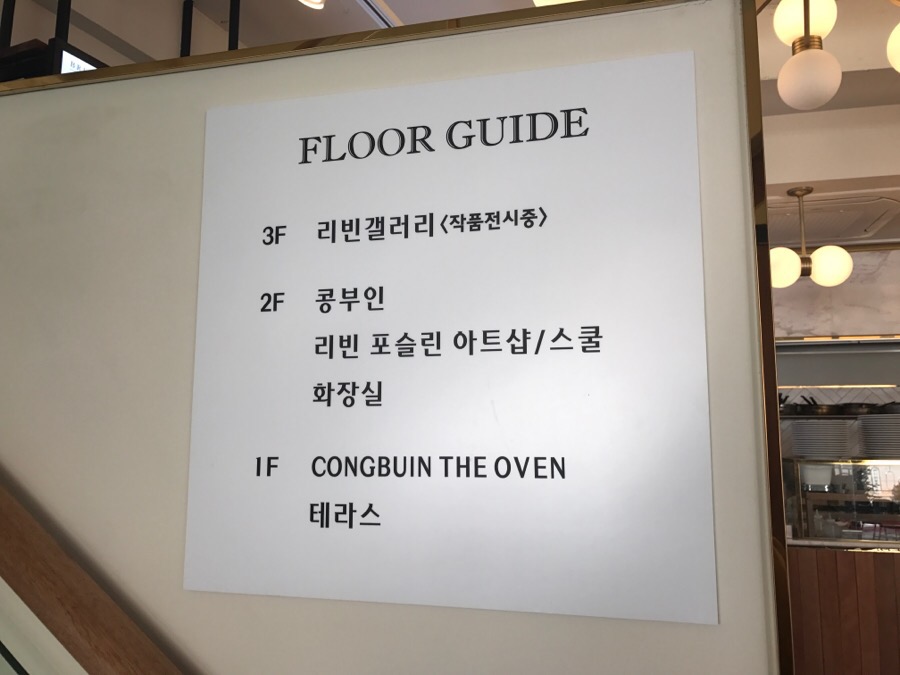 FLOOR GUIDE
3F 리빈갤러리〈작품전시중〉
2F 콩부인
리빈 포슬린 아트샵/스쿨
화장실
1F CONGBUIN THE OVEN
테라스